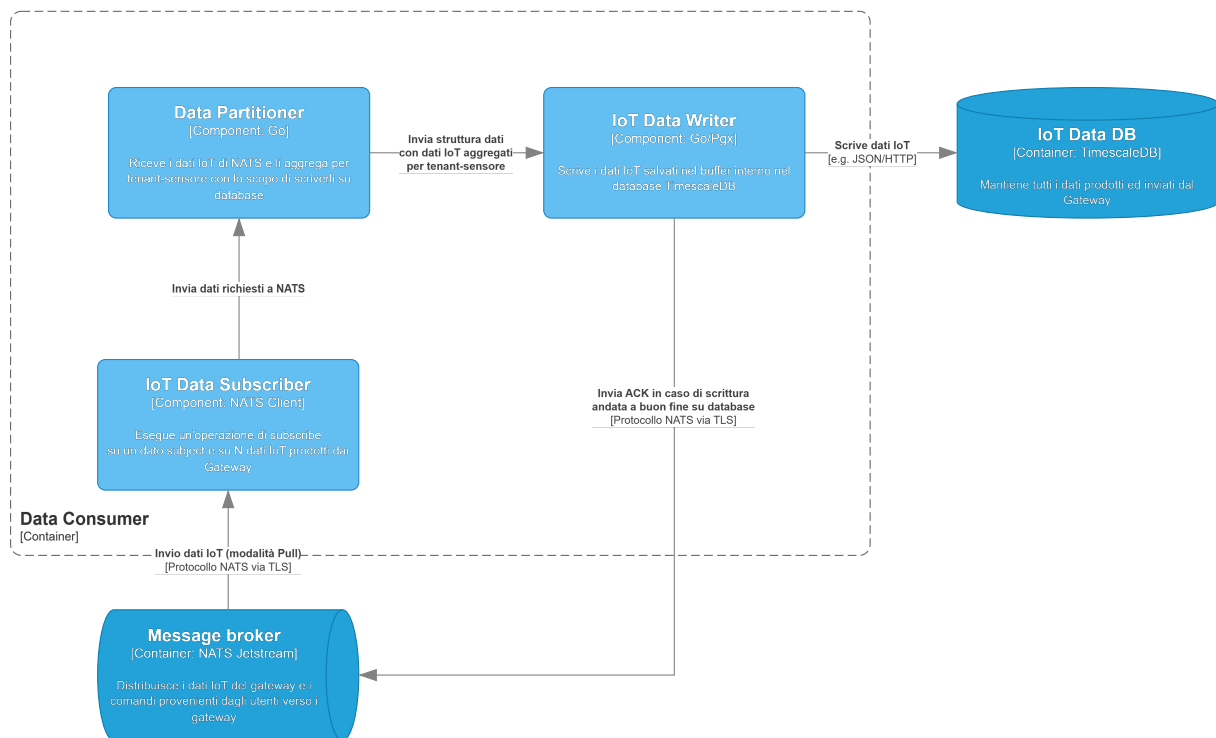 Data Partitioner
[Component: Go]
Riceve i dati IoT di NATS e li aggrega per
tenant-sensore con lo scopo di scriverli su
database
Invia struttura dati
con dati IoT aggregati
per tenant-sensore
IoT Data Writer
[Component: Go/Pgx]
Scrive i dati IoT salvati nel buffer interno nel
database TimescaleDB
Scrive dati IoT
[e.g. JSON/HTTP]
IoT Data DB
[Container: TimescaleDB]
Mantiene tutti i dati prodotti ed inviati dal
Gateway
Invia dati richiesti a NATS
IoT Data Subscriber
[Component: NATS Client]
Esegue un'operazione di subscribe
su un dato subject e su N dati IoT prodotti dai
Gateway
Invia ACK in caso di scrittura
andata a buon fine su database
[Protocollo NATS via TLS]
Data Consumer
[Container]
Invio dati IoT (modalità Pull)
[Protocollo NATS via TLS]
Message broker
[Container: NATS Jetstream]
Distribuisce i dati IoT del gateway e i
comandi provenienti dagli utenti verso i
gateway